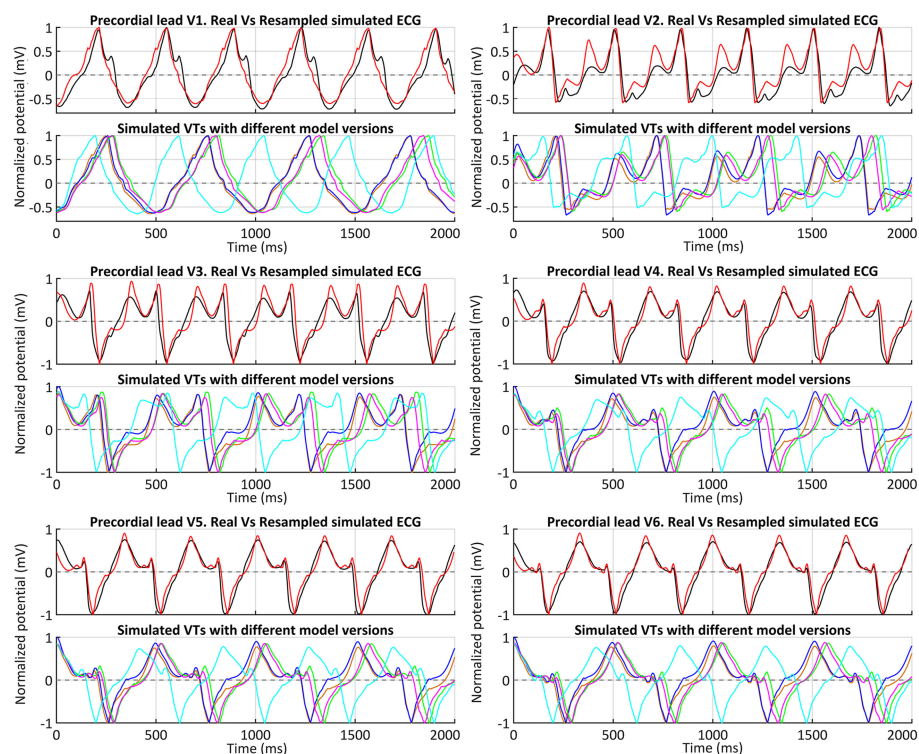 Precordial lead V1. Real Vs Resampled simulated ECG
1
0.5
0
-0.5
Simulated VTs with different model versions
1
0.5
0
-0.5
0 500 1000 1500 2000
Time (ms)
Normalized potential (mV)
Precordial lead V2. Real Vs Resampled simulated ECG
1
0.5
0
-0.5
Simulated VTs with different model versions
1
0.5
0
-0.5
0 500 1000 1500 2000
Time (ms)
Normalized potential (mV)
Precordial lead V3. Real Vs Resampled simulated ECG
1
0
-1
Simulated VTs with different model versions
1
0
-1
0 500 1000 1500 2000
Time (ms)
Normalized potential (mV)
Precordial lead V4. Real Vs Resampled simulated ECG
1
0
-1
Simulated VTs with different model versions
1
0
-1
0 500 1000 1500 2000
Time (ms)
Normalized potential (mV)
Precordial lead V5. Real Vs Resampled simulated ECG
1
0
-1
Simulated VTs with different model versions
1
0
-1
0 500 1000 1500 2000
Time (ms)
Normalized potential (mV)
Precordial lead V6. Real Vs Resampled simulated ECG
1
0
-1
Simulated VTs with different model versions
1
0
-1
0 500 1000 1500 2000
Time (ms)
Normalized potential (mV)